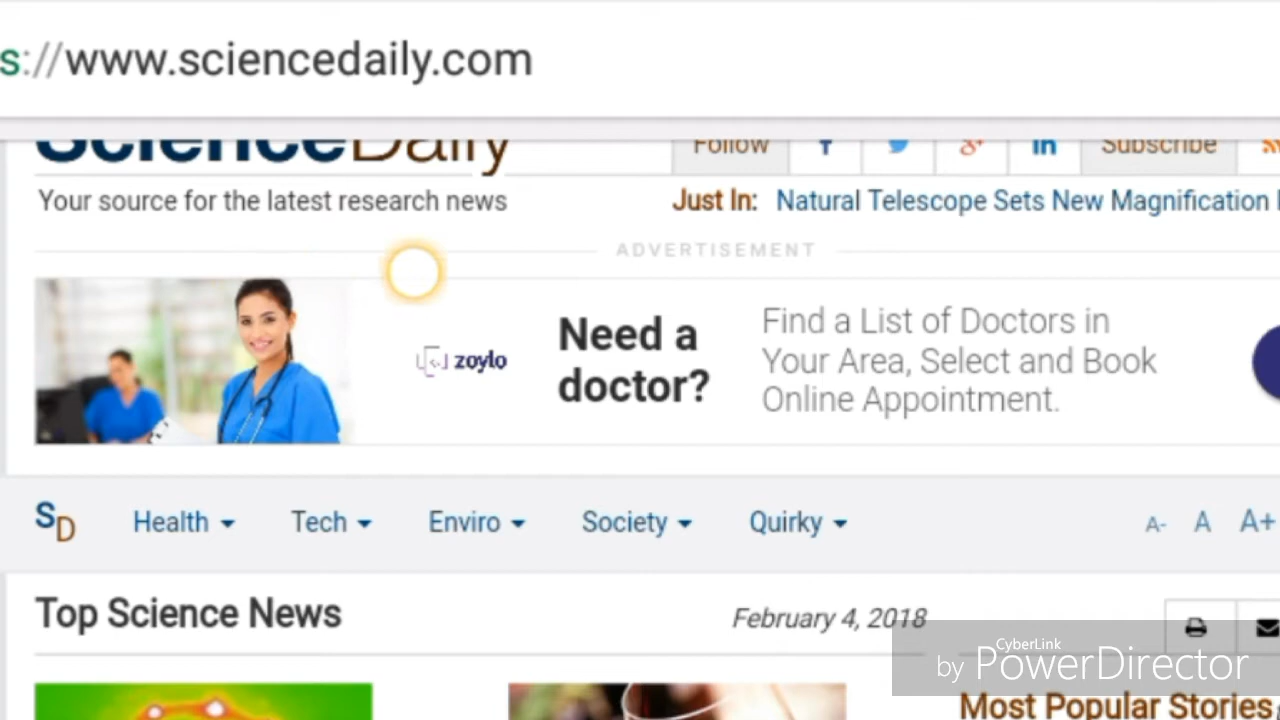 s://www.sciencedaily.com
ScienceDaily
Follow
Subscribe
Your source for the latest research news
Just In: Natural Telescope Sets New Magnification
ADVERTISEMENT
zoylo
Need a
doctor?
Find a List of Doctors in
Your Area, Select and Book
Online Appointment.
SD
Health
Tech
Enviro
Society
Quirky
A-
A
A+
Top Science News
February 4, 2018
CyberLink
by PowerDirector
Most Popular Stories